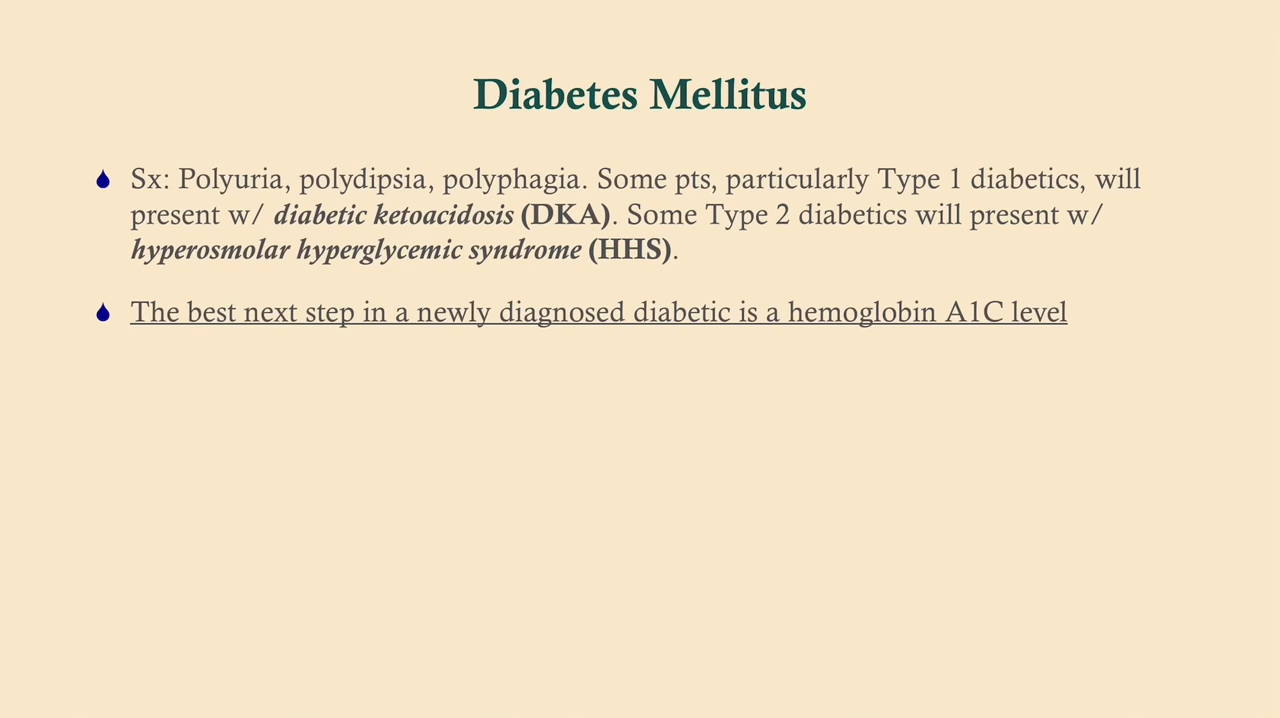 Diabetes Mellitus
Sx: Polyuria, polydipsia, polyphagia. Some pts, particularly Type 1 diabetics, will
present w/ diabetic ketoacidosis (DKA). Some Type 2 diabetics will present w/
hyperosmolar hyperglycemic syndrome (HHS).
The best next step in a newly diagnosed diabetic is a hemoglobin A1C level